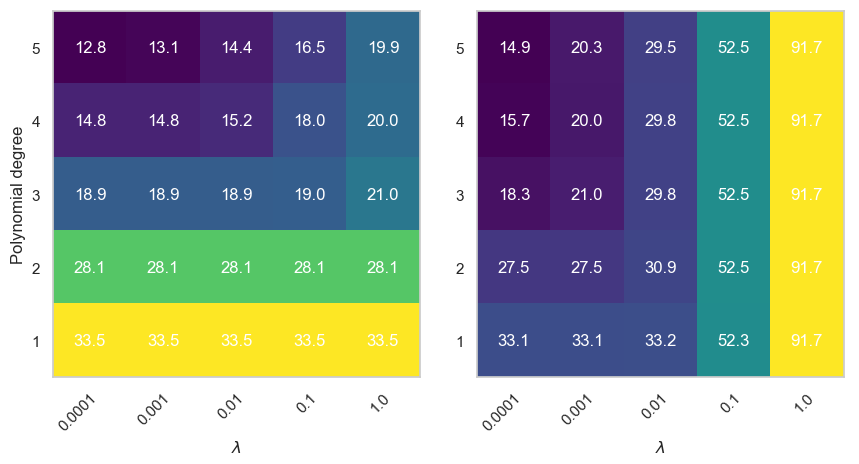 5 12.8 13.1 14.4 16.5 19.9 5 14.9 20.3 29.5 52.5 91.7
4 14.8 14.8 15.2 18.0 20.0 4 15.7 20.0 29.8 52.5 91.7
Polynomial degree
3 18.9 18.9 18.9 19.0 21.0 3 18.3 21.0 29.8 52.5 91.7
2 28.1 28.1 28.1 28.1 28.1 2 27.5 27.5 30.9 52.5 91.7
1 33.5 33.5 33.5 33.5 33.5 1 33.1 33.1 33.2 52.3 91.7
0.0001 0.001 0.01 0.1 1.0 0.0001 0.001 0.01 0.1 1.0
λ λ